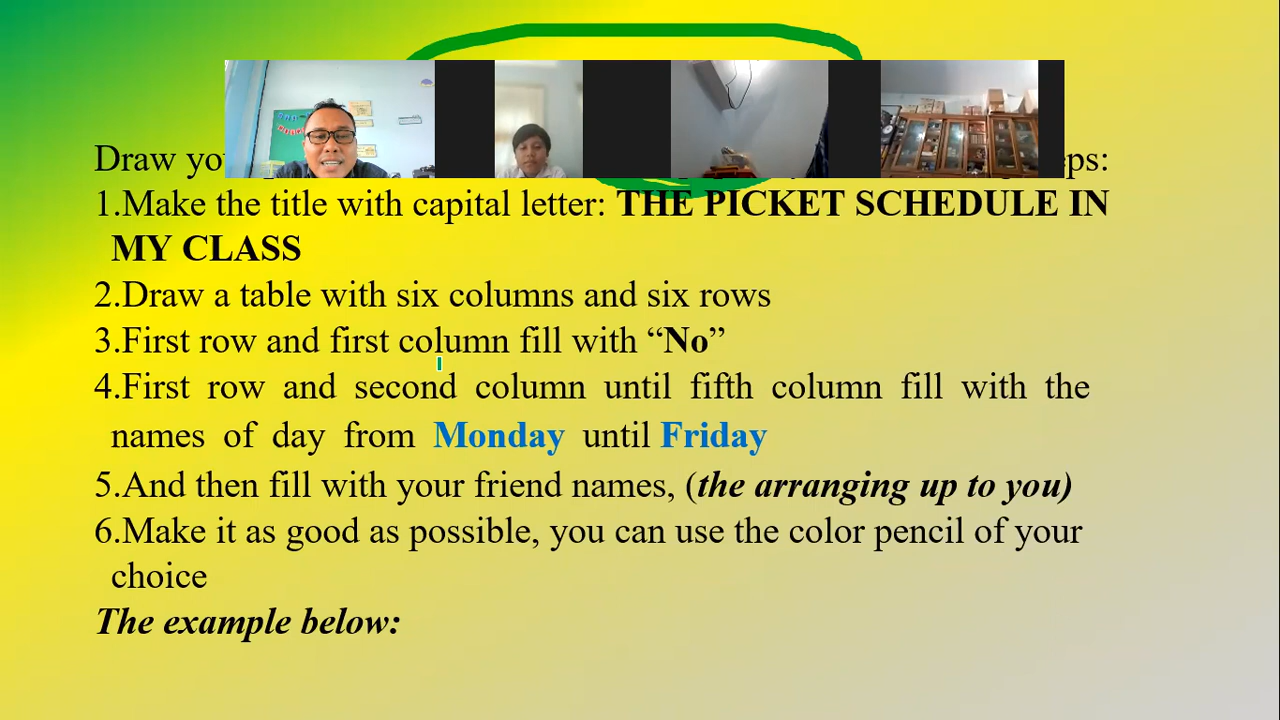 Draw eps:
1.Make the title with capital letter: THE PICKET SCHEDULE IN
MY CLASS
2.Draw a table with six columns and six rows
3.First row and first column fill with “No”
4.First row and second column until fifth column fill with the
names of day from Monday until Friday
5.And then fill with your friend names, (the arranging up to you)
6.Make it as good as possible, you can use the color pencil of your
choice
The example below: